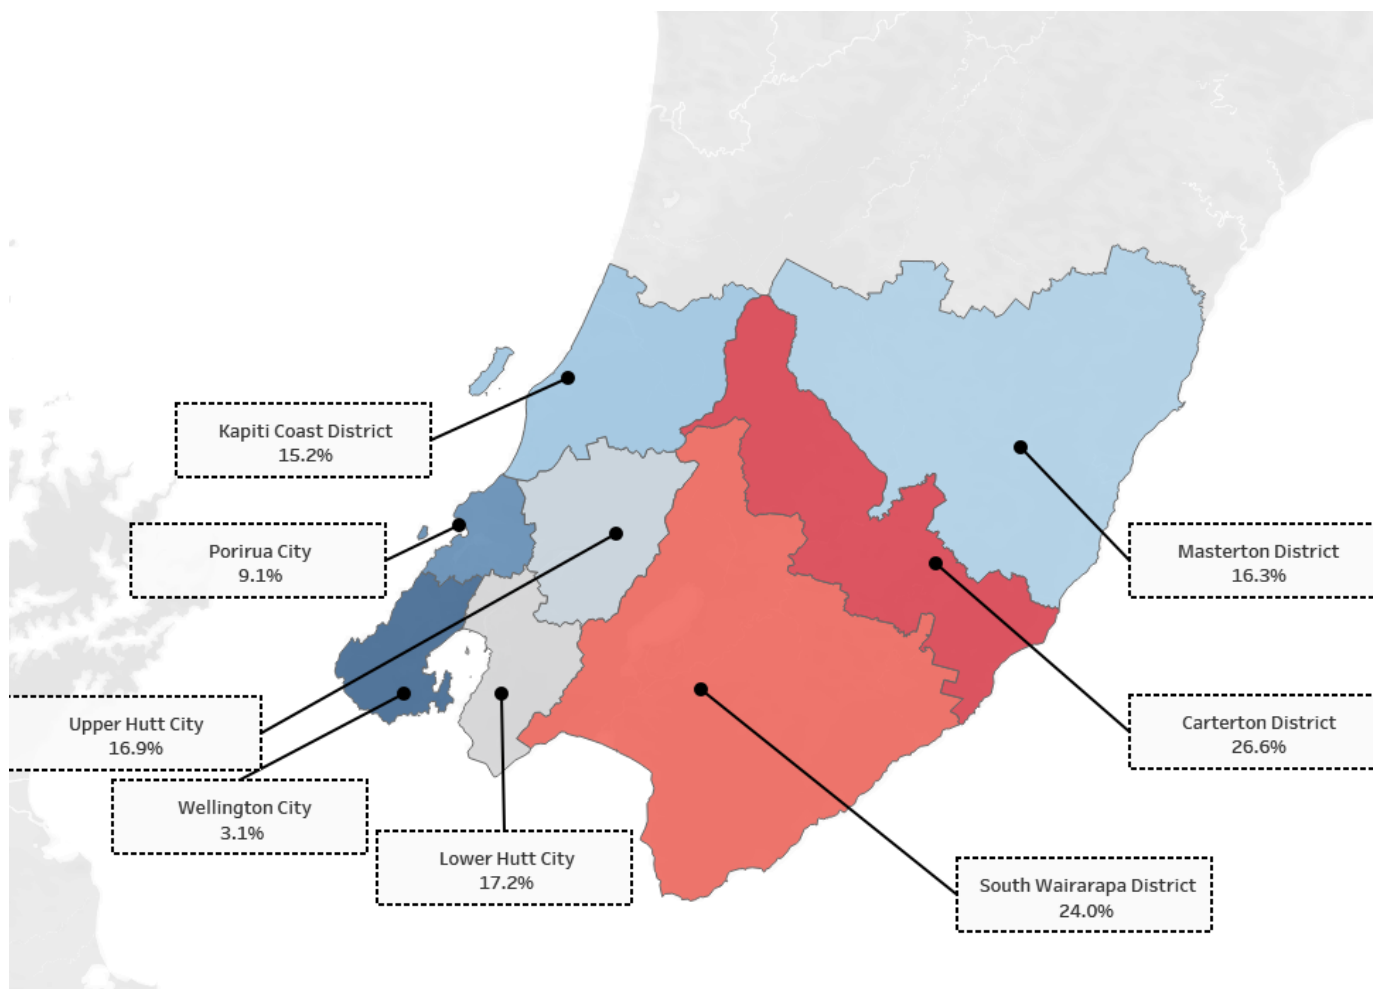 Kapiti Coast District
15.2%
Porirua City
9.1%
Masterton District
16.3%
Upper Hutt City
16.9%
Carterton District
26.6%
Wellington City
3.1%
Lower Hutt City
17.2%
South Wairarapa District
24.0%